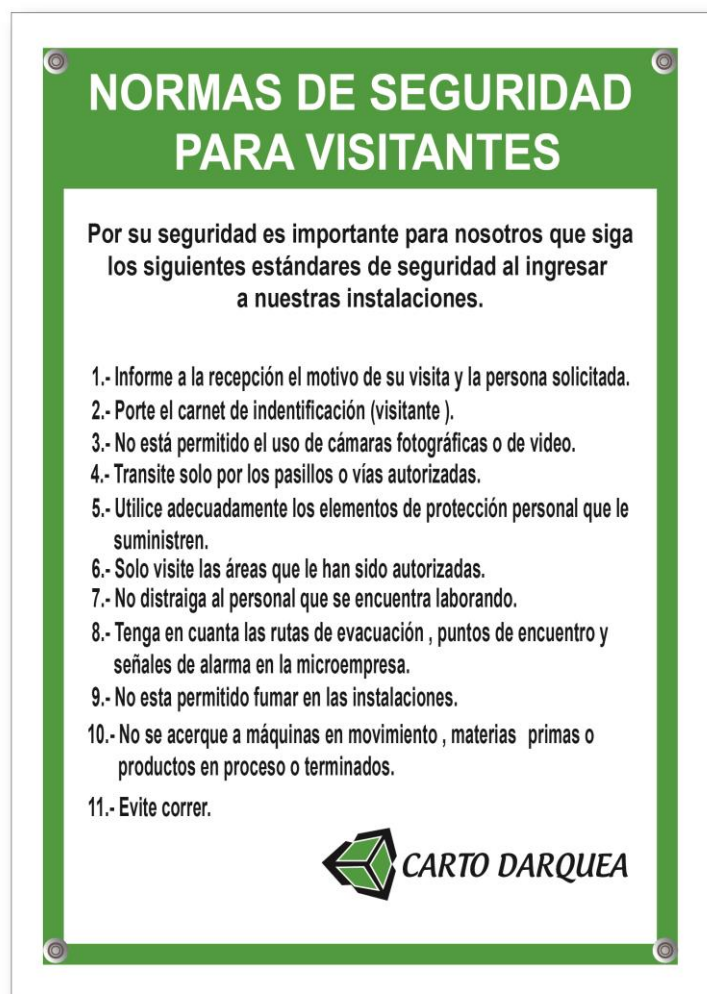 NORMAS DE SEGURIDAD
PARA VISITANTES
Por su seguridad es importante para nosotros que siga
los siguientes estándares de seguridad al ingresar
a nuestras instalaciones.
1.- Informe a la recepción el motivo de su visita y la persona solicitada.
2.- Porte el carnet de indentificación (visitante ).
3.- No está permitido el uso de cámaras fotográficas o de video.
4.- Transite solo por los pasillos o vías autorizadas.
5.- Utilice adecuadamente los elementos de protección personal que le
suministren.
6.- Solo visite las áreas que le han sido autorizadas.
7.- No distraiga al personal que se encuentra laborando.
8.- Tenga en cuanta las rutas de evacuación , puntos de encuentro y
señales de alarma en la microempresa.
9.- No esta permitido fumar en las instalaciones.
10.- No se acerque a máquinas en movimiento , materias primas o
productos en proceso o terminados.
11.- Evite correr.
CARTO DARQUEA